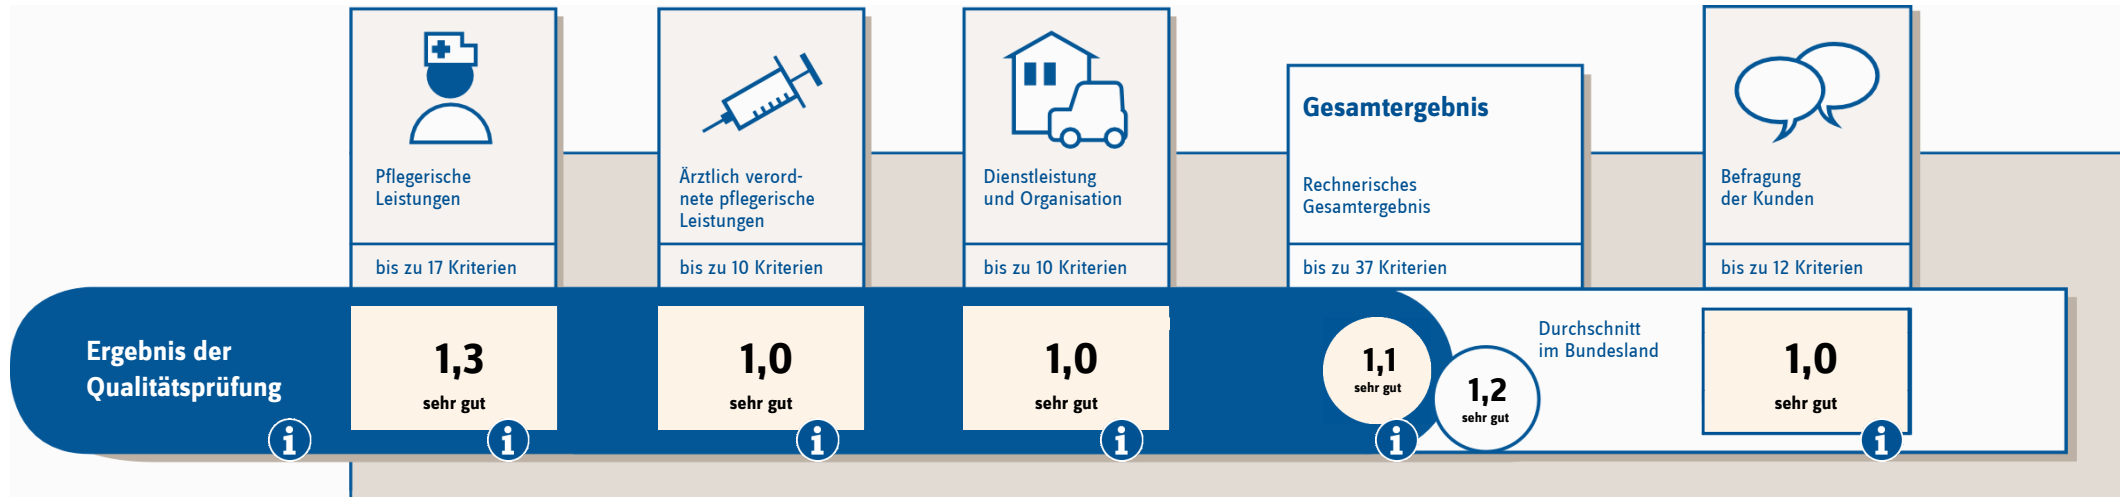 Pflegerische
Leistungen
bis zu 17 Kriterien
Ärztlich verord-
nete pflegerische
Leistungen
bis zu 10 Kriterien
Dienstleistung
und Organisation
bis zu 10 Kriterien
Gesamtergebnis
Rechnerisches
Gesamtergebnis
bis zu 37 Kriterien
Befragung
der Kunden
bis zu 12 Kriterien
Ergebnis der
Qualitätsprüfung
i
1,3
sehr gut
i
1,0
sehr gut
i
1,0
sehr gut
i
1,1
sehr gut
i
1,2
sehr gut
Durchschnitt
im Bundesland
1,0
sehr gut
i